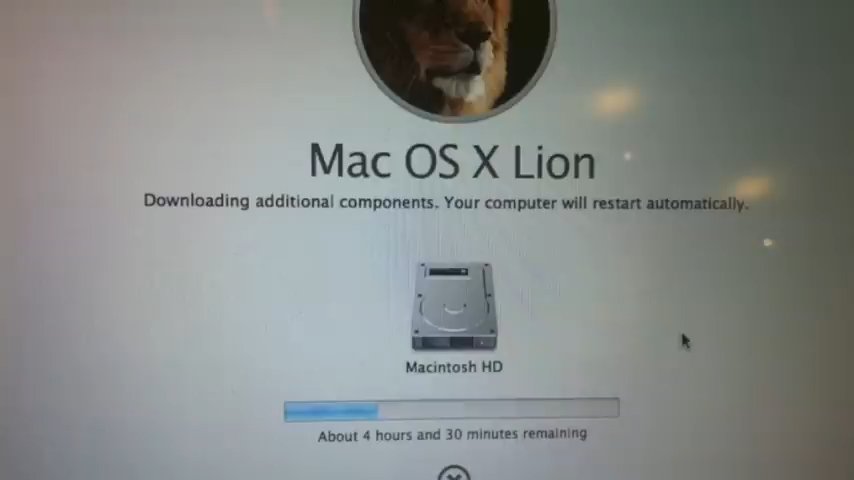 Mac OS X Lion
Downloading additional components. Your computer will restart automatically.
Macintosh HD
About 4 hours and 30 minutes remaining